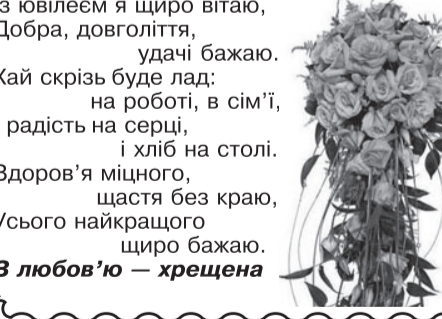 з ювілеєм я щиро вітаю,
Добра, довголіття,
удачі бажаю.
Хай скрізь буде лад:
на роботі, в сім'ї,
радість на серці,
і хліб на столі.
Здоров'я міцного,
щастя без краю,
Усього найкращого
щиро бажаю.
З любов'ю — хрещена